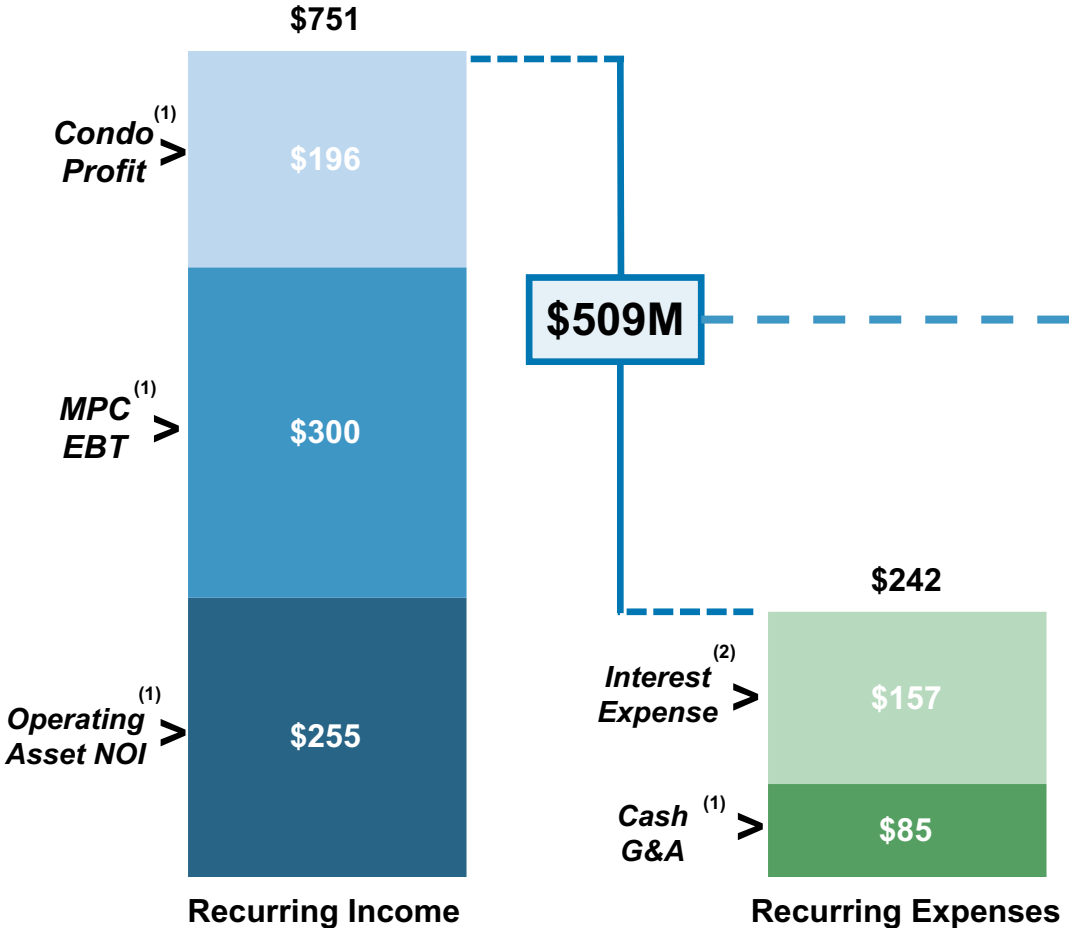 $751
(1)
Condo
Profit
>
$196
(1)
MPC
EBT
>
$300
(1)
Operating
Asset NOI
>
$255
Recurring Income
$509M
$242
(2)
Interest
Expense
>
$157
(1)
Cash
G&A
>
$85
Recurring Expenses